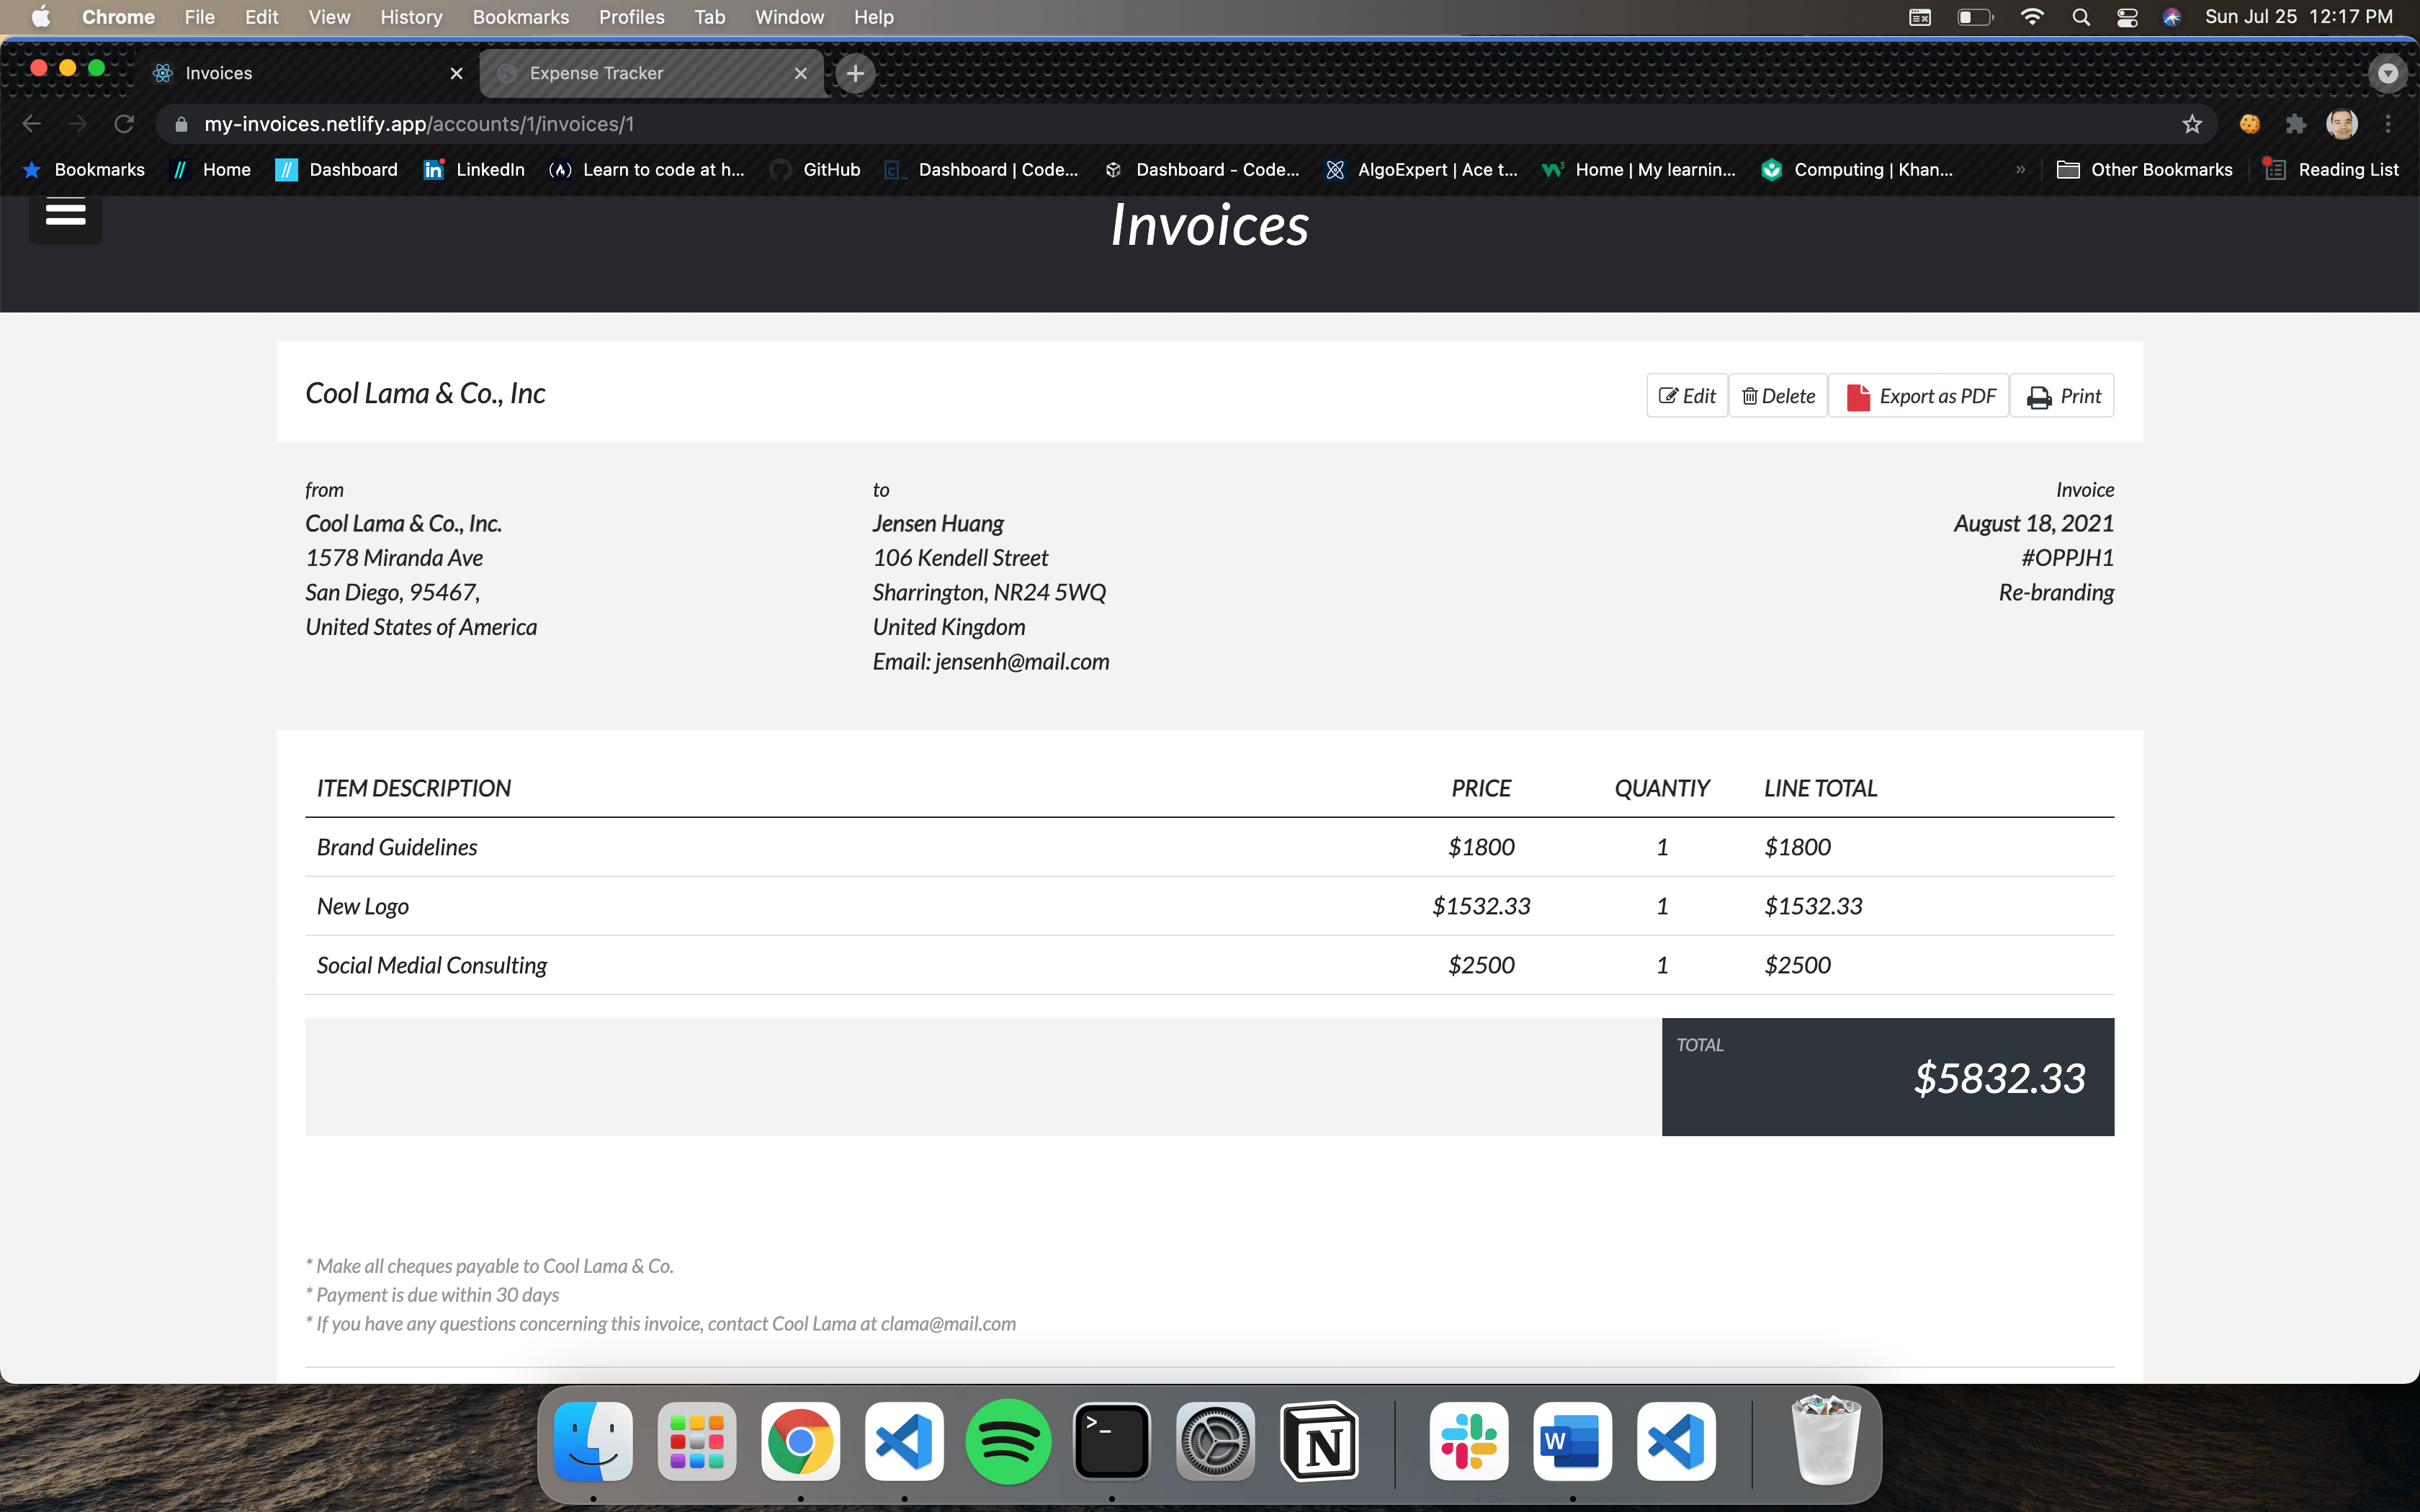 Chrome File Edit View History Bookmarks Profiles Tab Window Help Sun Jul 25 12:17 PM
Invoices Expense Tracker
my-invoices.netlify.app/accounts/1/invoices/1
Bookmarks Home Dashboard LinkedIn Learn to code at h... GitHub Dashboard | Code... Dashboard - Code... AlgoExpert | Ace t... Home | My learnin... Computing | Khan... » Other Bookmarks Reading List
Invoices
Cool Lama & Co., Inc Edit Delete Export as PDF Print
from
Cool Lama & Co., Inc.
1578 Miranda Ave
San Diego, 95467,
United States of America
to
Jensen Huang
106 Kendell Street
Sharrington, NR24 5WQ
United Kingdom
Email: jensenh@mail.com
Invoice
August 18, 2021
#OPPJH1
Re-branding
ITEM DESCRIPTION PRICE QUANTIY LINE TOTAL
Brand Guidelines $1800 1 $1800
New Logo $1532.33 1 $1532.33
Social Medial Consulting $2500 1 $2500
TOTAL
$5832.33
* Make all cheques payable to Cool Lama & Co.
* Payment is due within 30 days
* If you have any questions concerning this invoice, contact Cool Lama at clama@mail.com